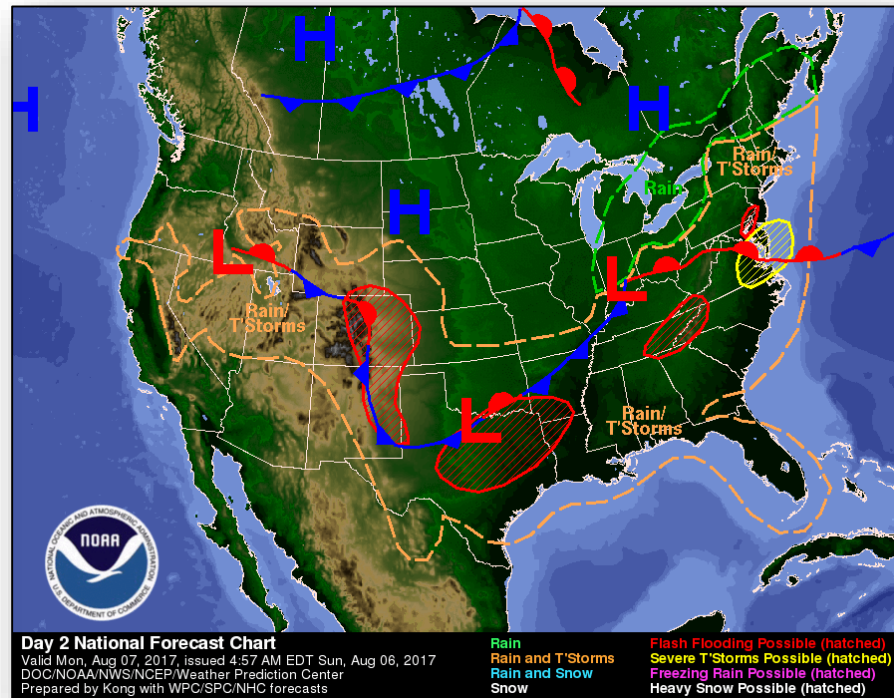 H
H
H
H
L
L
L
Rain/
T'Storms
Rain
Rain/
T'Storms
Rain/
T'Storms
NATIONAL OCEANIC AND ATMOSPHERIC ADMINISTRATION
NOAA
U.S. DEPARTMENT OF COMMERCE
Day 2 National Forecast Chart
Valid Mon, Aug 07, 2017, issued 4:57 AM EDT Sun, Aug 06, 2017
DOC/NOAA/NWS/NCEP/Weather Prediction Center
Prepared by Kong with WPC/SPC/NHC forecasts
Rain
Rain and T'Storms
Rain and Snow
Snow
Flash Flooding Possible (hatched)
Severe T'Storms Possible (hatched)
Freezing Rain Possible (hatched)
Heavy Snow Possible (hatched)